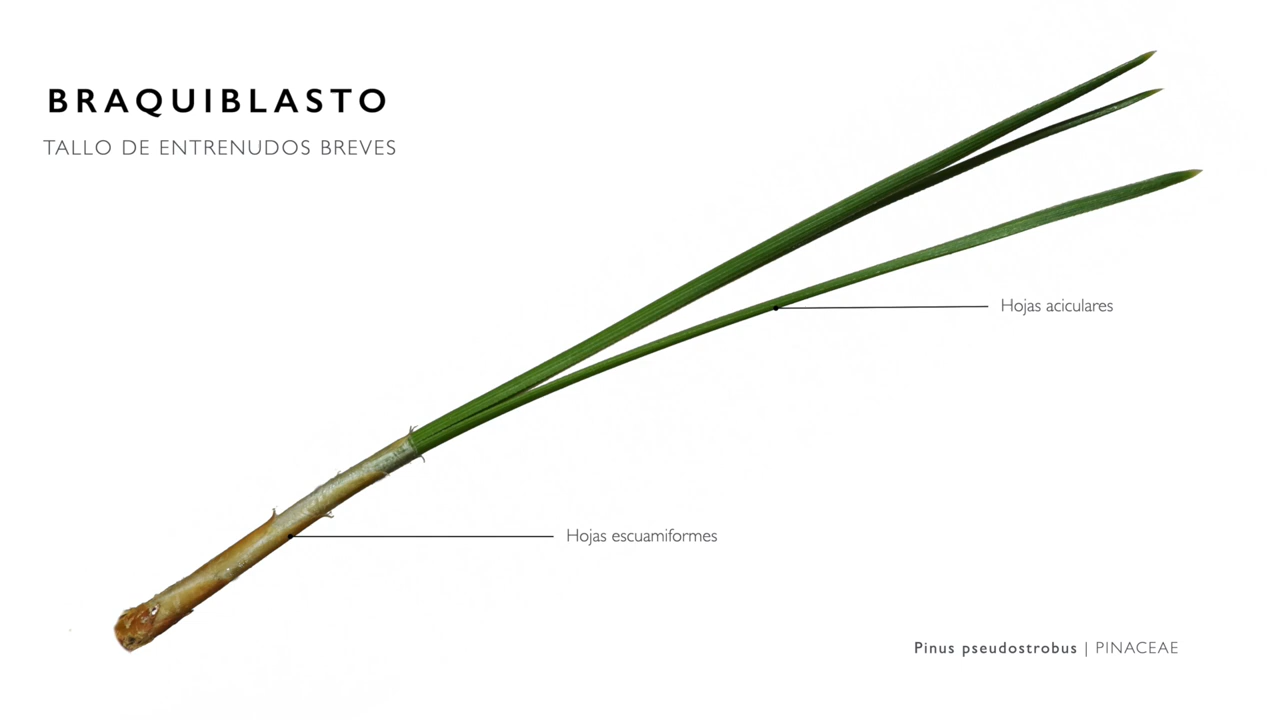 BRAQUIBLASTO
TALLO DE ENTRENUDOS BREVES
Hojas aciculares
Hojas escuamiformes
Pinus pseudostrobus | PINACEAE